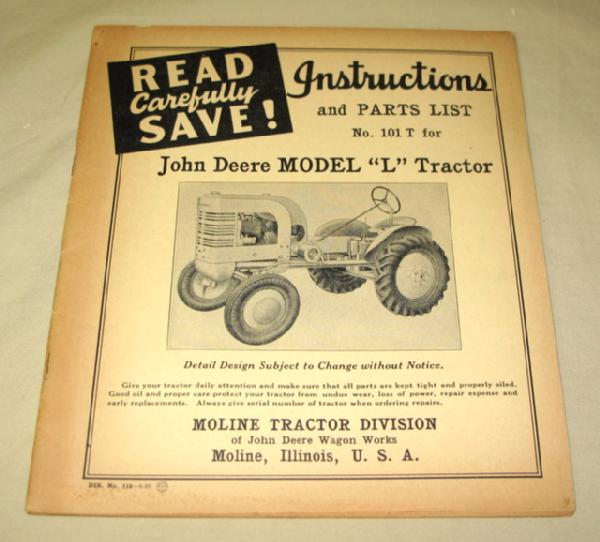 READ
Carefully
SAVE!
Instructions
and PARTS LIST
No. 101 T for
John Deere MODEL "L" Tractor
Detail Design Subject to Change without Notice.
Give your tractor daily attention and make sure that all parts are kept tight and properly oiled.
Good oil and proper care protect your tractor from undue wear, loss of power, repair expense and
early replacements. Always give serial number of tractor when ordering repairs.
MOLINE TRACTOR DIVISION
of John Deere Wagon Works
Moline, Illinois, U. S. A.
DIR. No.